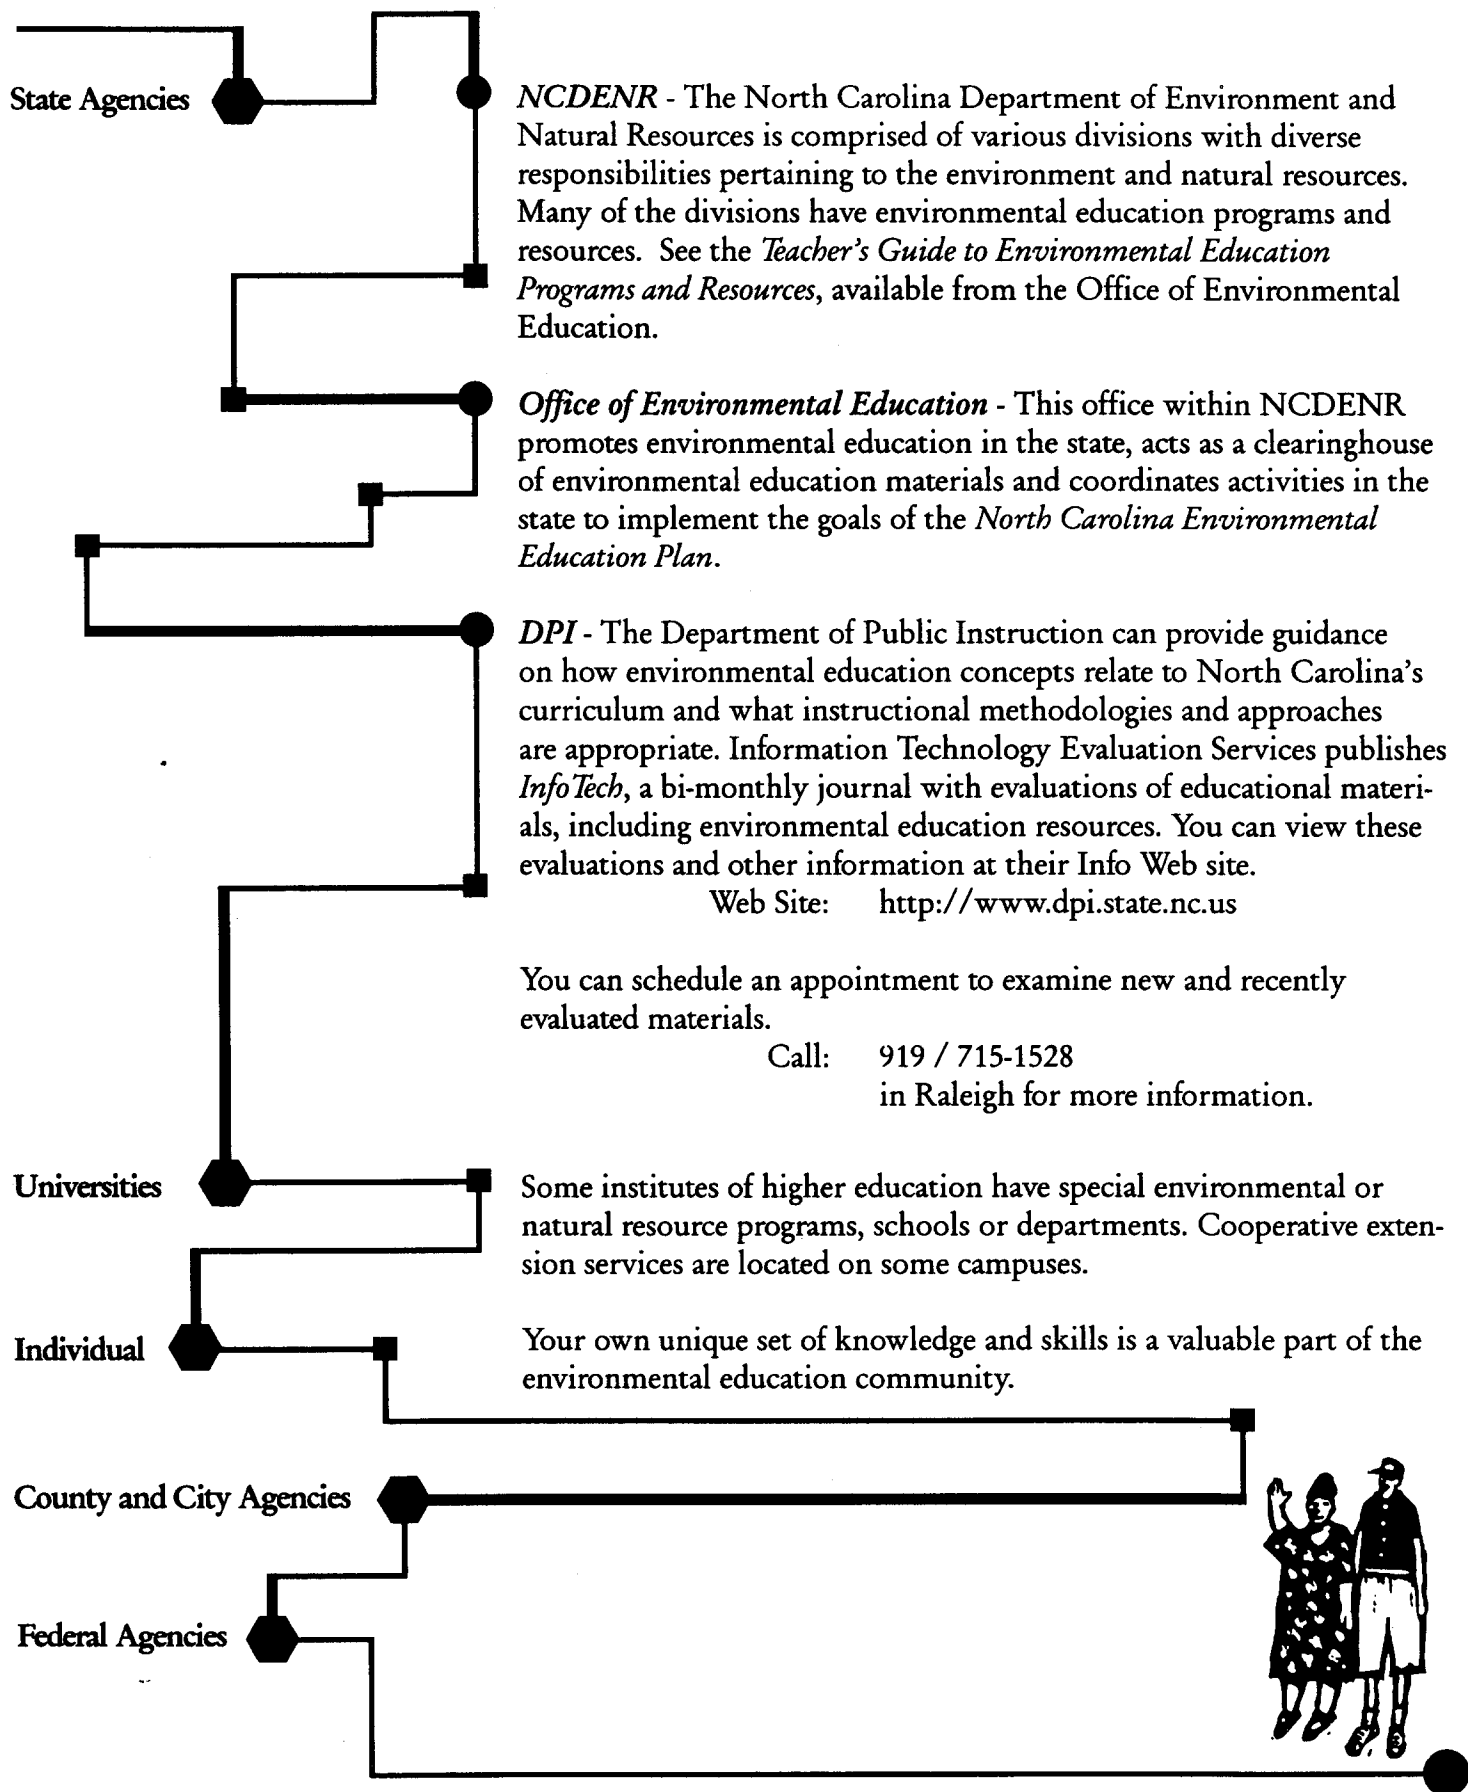 State Agencies
NCDENR - The North Carolina Department of Environment and
Natural Resources is comprised of various divisions with diverse
responsibilities pertaining to the environment and natural resources.
Many of the divisions have environmental education programs and
resources. See the Teacher's Guide to Environmental Education
Programs and Resources, available from the Office of Environmental
Education.
Office of Environmental Education - This office within NCDENR
promotes environmental education in the state, acts as a clearinghouse
of environmental education materials and coordinates activities in the
state to implement the goals of the North Carolina Environmental
Education Plan.
DPI - The Department of Public Instruction can provide guidance
on how environmental education concepts relate to North Carolina's
curriculum and what instructional methodologies and approaches
are appropriate. Information Technology Evaluation Services publishes
InfoTech, a bi-monthly journal with evaluations of educational materi-
als, including environmental education resources. You can view these
evaluations and other information at their Info Web site.
Web Site: http://www.dpi.state.nc.us
You can schedule an appointment to examine new and recently
evaluated materials.
Call: 919 / 715-1528
in Raleigh for more information.
Universities
Some institutes of higher education have special environmental or
natural resource programs, schools or departments. Cooperative exten-
sion services are located on some campuses.
Individual
Your own unique set of knowledge and skills is a valuable part of the
environmental education community.
County and City Agencies
Federal Agencies